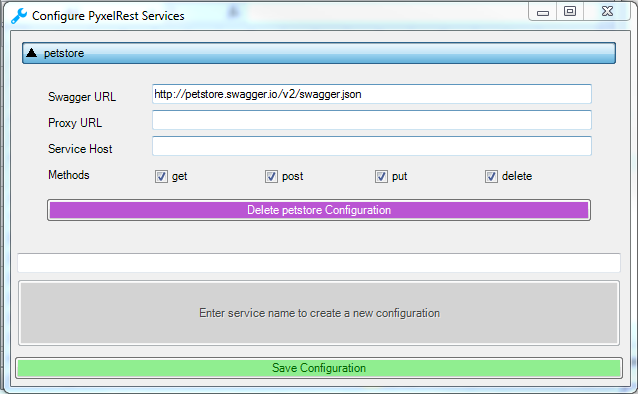 Configure PyxelRest Services
petstore
Swagger URL http://petstore.swagger.io/v2/swagger.json
Proxy URL
Service Host
Methods get post put delete
Delete petstore Configuration
Enter service name to create a new configuration
Save Configuration